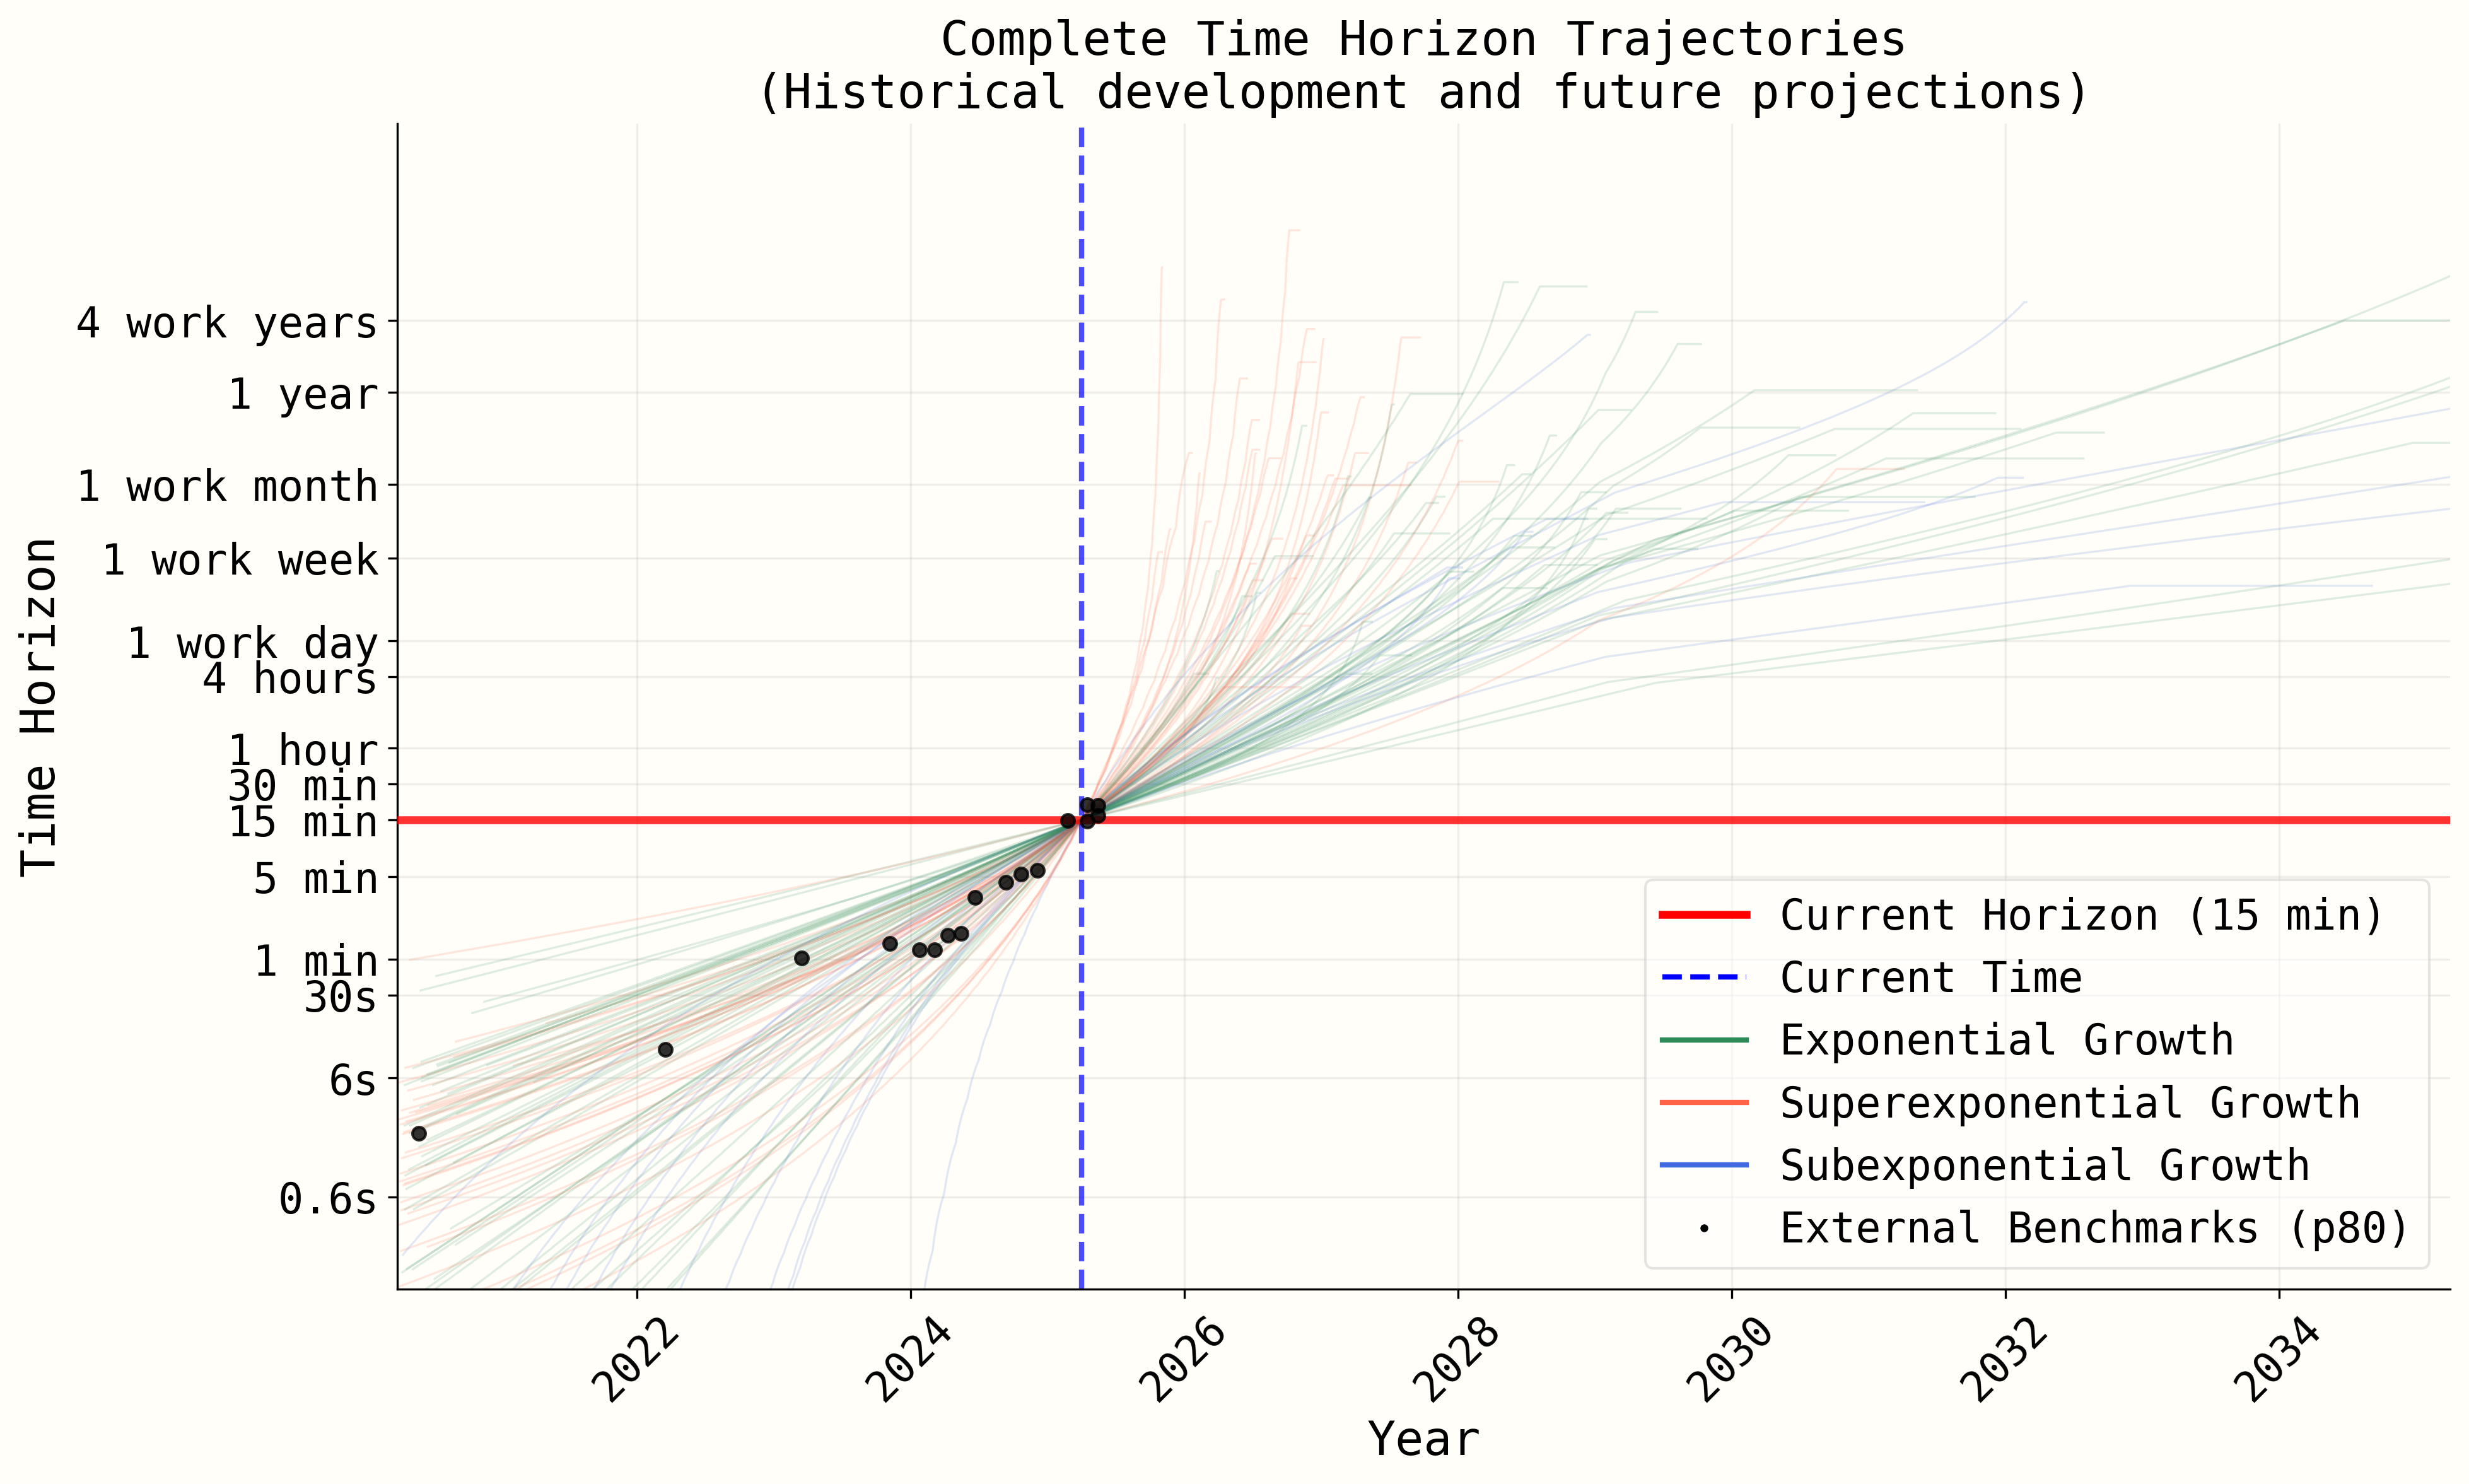 Complete Time Horizon Trajectories
(Historical development and future projections)
Time Horizon
4 work years
1 year
1 work month
1 work week
1 work day
4 hours
1 hour
30 min
15 min
5 min
1 min
30s
6s
0.6s
Current Horizon (15 min)
Current Time
Exponential Growth
Superexponential Growth
Subexponential Growth
External Benchmarks (p80)
2022
2024
2026
2028
2030
2032
2034
Year